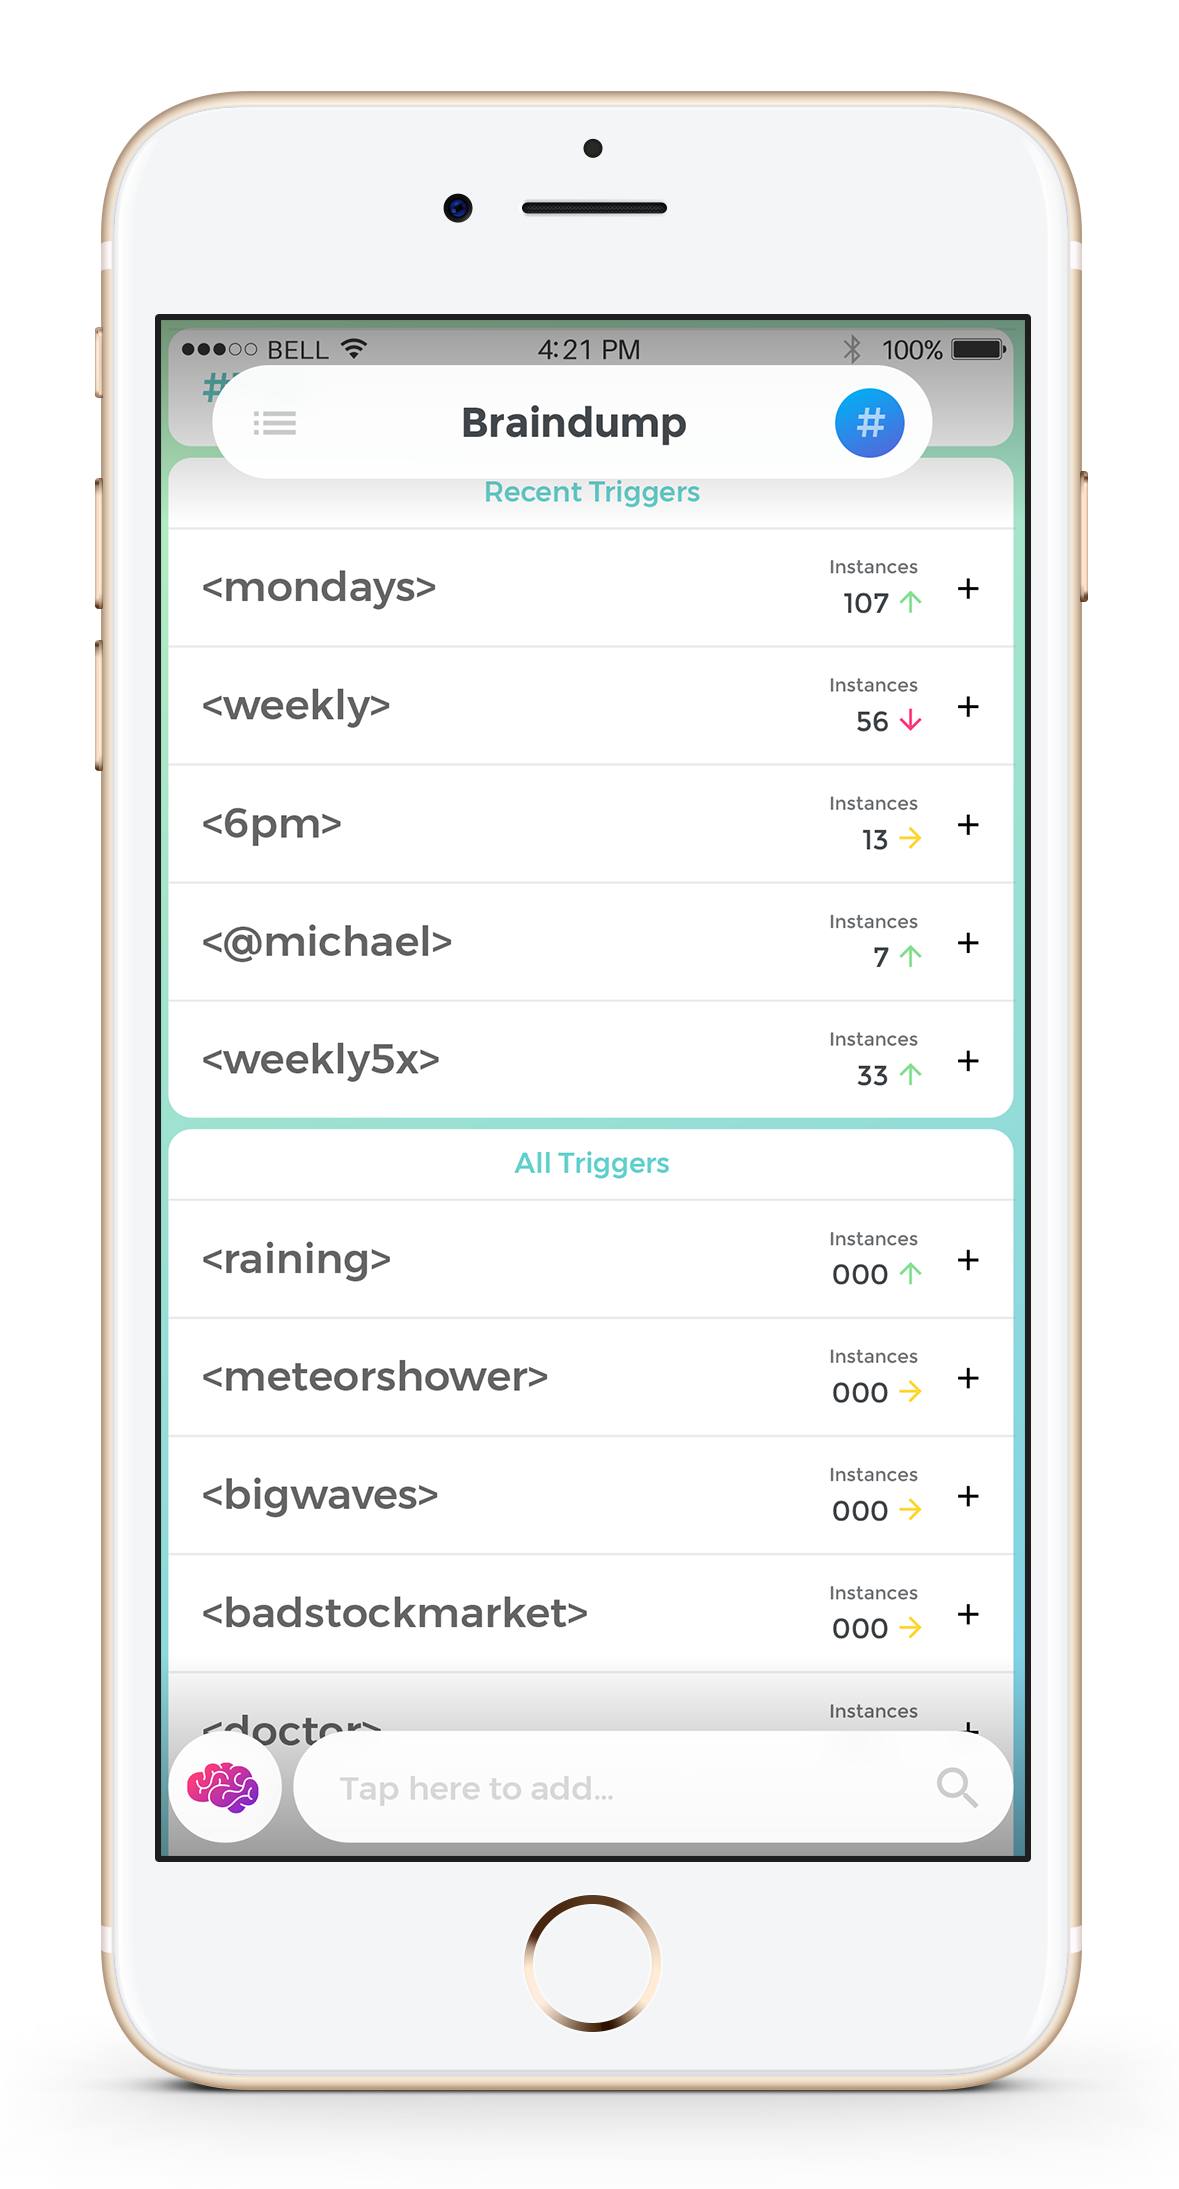 BELL 4:21 PM 100%
#
Braindump #
Recent Triggers
<mondays>
Instances
107
+
<weekly>
Instances
56
+
<6pm>
Instances
13
+
<@michael>
Instances
7
+
<weekly5x>
Instances
33
+
All Triggers
<raining>
Instances
000
+
<meteorshower>
Instances
000
+
<bigwaves>
Instances
000
+
<badstockmarket>
Instances
000
+
<doctor>
Instances
+
Tap here to add...